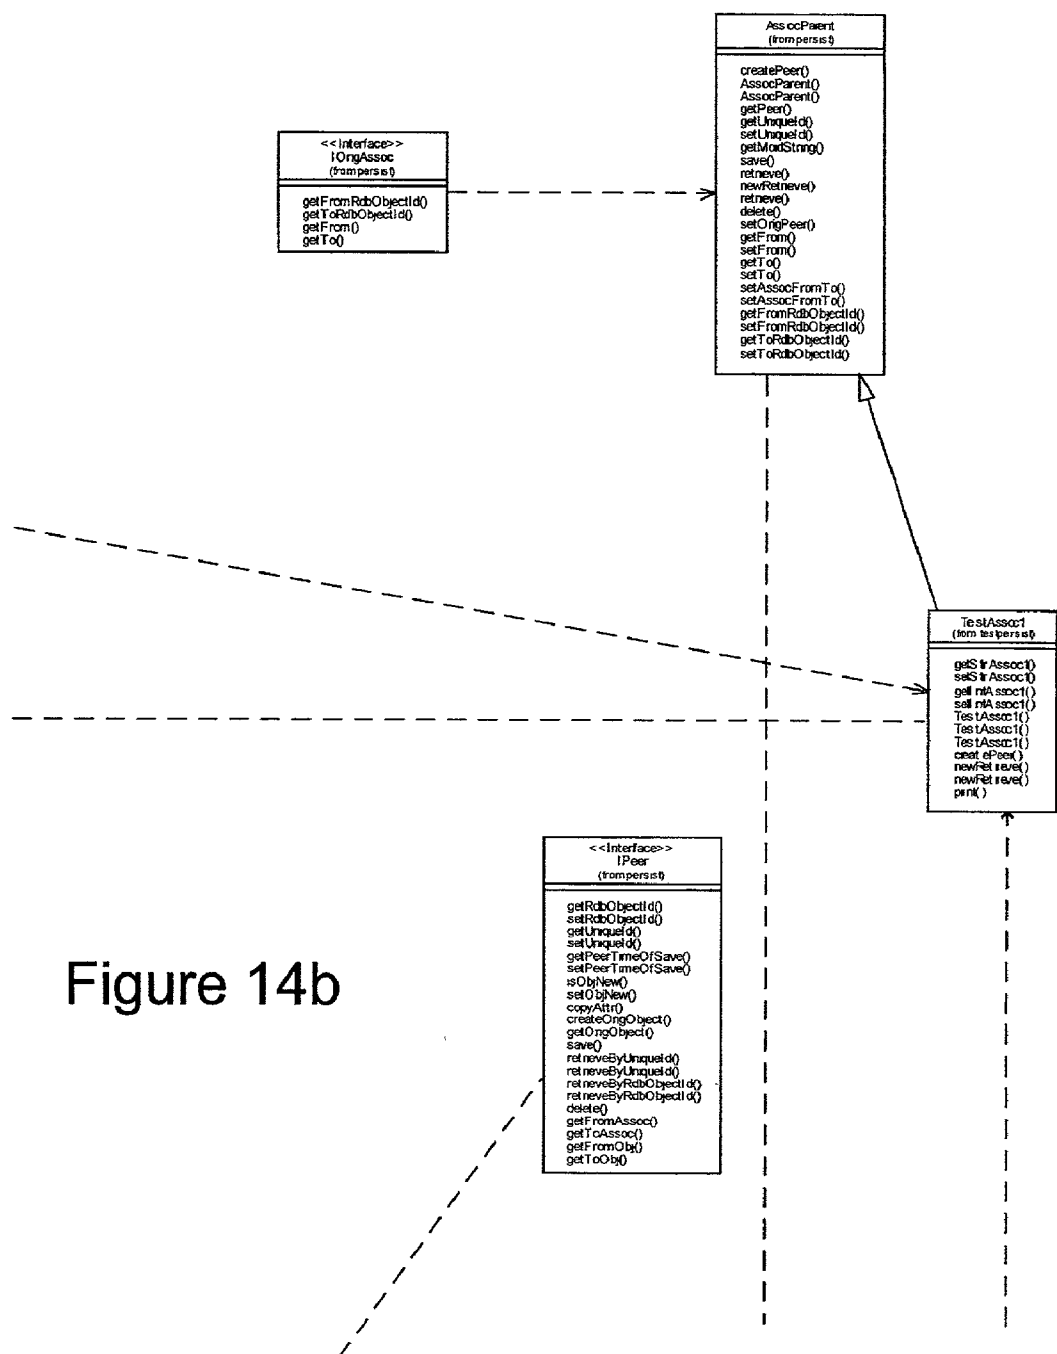 AssocParent
(from persist)
createPeer()
AssocParent()
AssocParent()
getPeer()
getUniqueId()
setUniqueId()
getMoidString()
save()
retrieve()
newRetrieve()
retrieve()
delete()
setOrigPeer()
getFrom()
setFrom()
getTo()
setTo()
setAssocFromTo()
setAssocFromTo()
getFromRdbObjectId()
setFromRdbObjectId()
getToRdbObjectId()
setToRdbObjectId()
<<Interface>>
IOrigAssoc
(from persist)
getFromRdbObjectId()
getToRdbObjectId()
getFrom()
getTo()
TestAssoc1
(from testpersist)
getStrAssoc1()
setStrAssoc1()
getIntAssoc1()
setIntAssoc1()
TestAssoc1()
TestAssoc1()
TestAssoc1()
createPeer()
newRetrieve()
newRetrieve()
print()
<<Interface>>
IPeer
(from persist)
getRdbObjectId()
setRdbObjectId()
getUniqueId()
setUniqueId()
getPeerTimeOfSave()
setPeerTimeOfSave()
isObjNew()
setObjNew()
copyAttr()
createOrigObject()
getOrigObject()
save()
retrieveByUniqueId()
retrieveByUniqueId()
retrieveByRdbObjectId()
retrieveByRdbObjectId()
delete()
getFromAssoc()
getToAssoc()
getFromObj()
getToObj()
Figure 14b